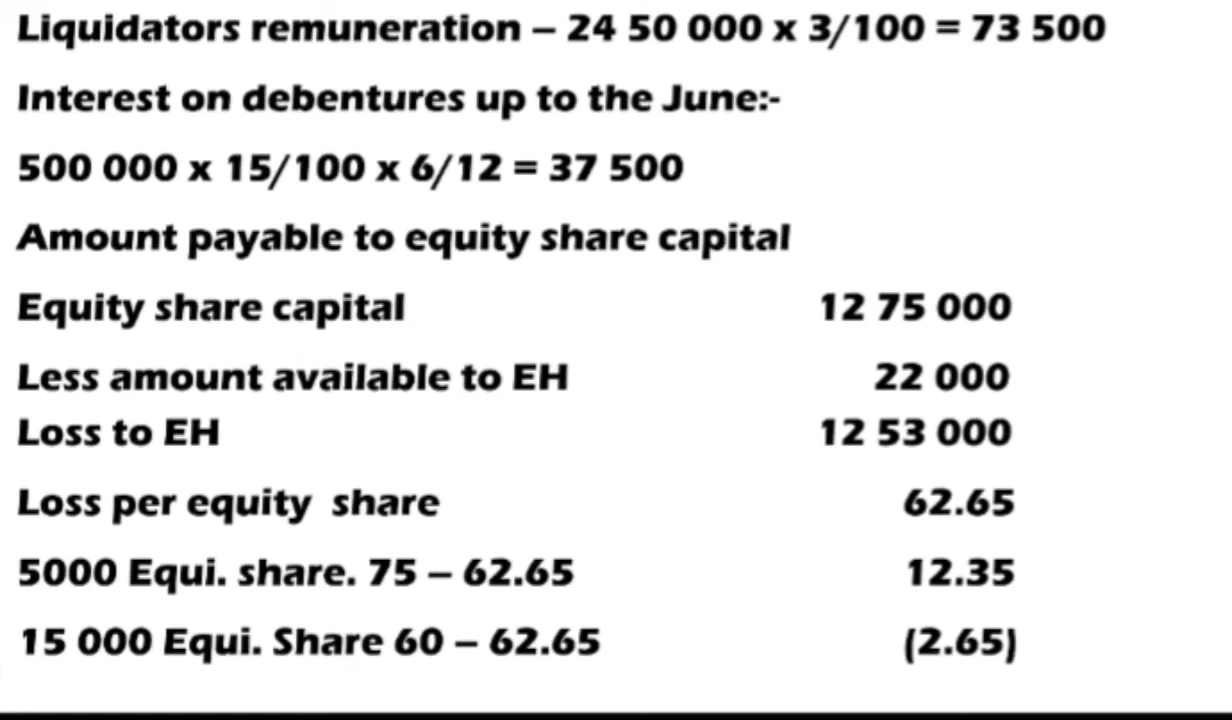 Liquidators remuneration – 24 50 000 x 3/100 = 73 500
Interest on debentures up to the June:-
500 000 x 15/100 x 6/12 = 37 500
Amount payable to equity share capital
Equity share capital 12 75 000
Less amount available to EH 22 000
Loss to EH 12 53 000
Loss per equity share 62.65
5000 Equi. share. 75 – 62.65 12.35
15 000 Equi. Share 60 – 62.65 (2.65)